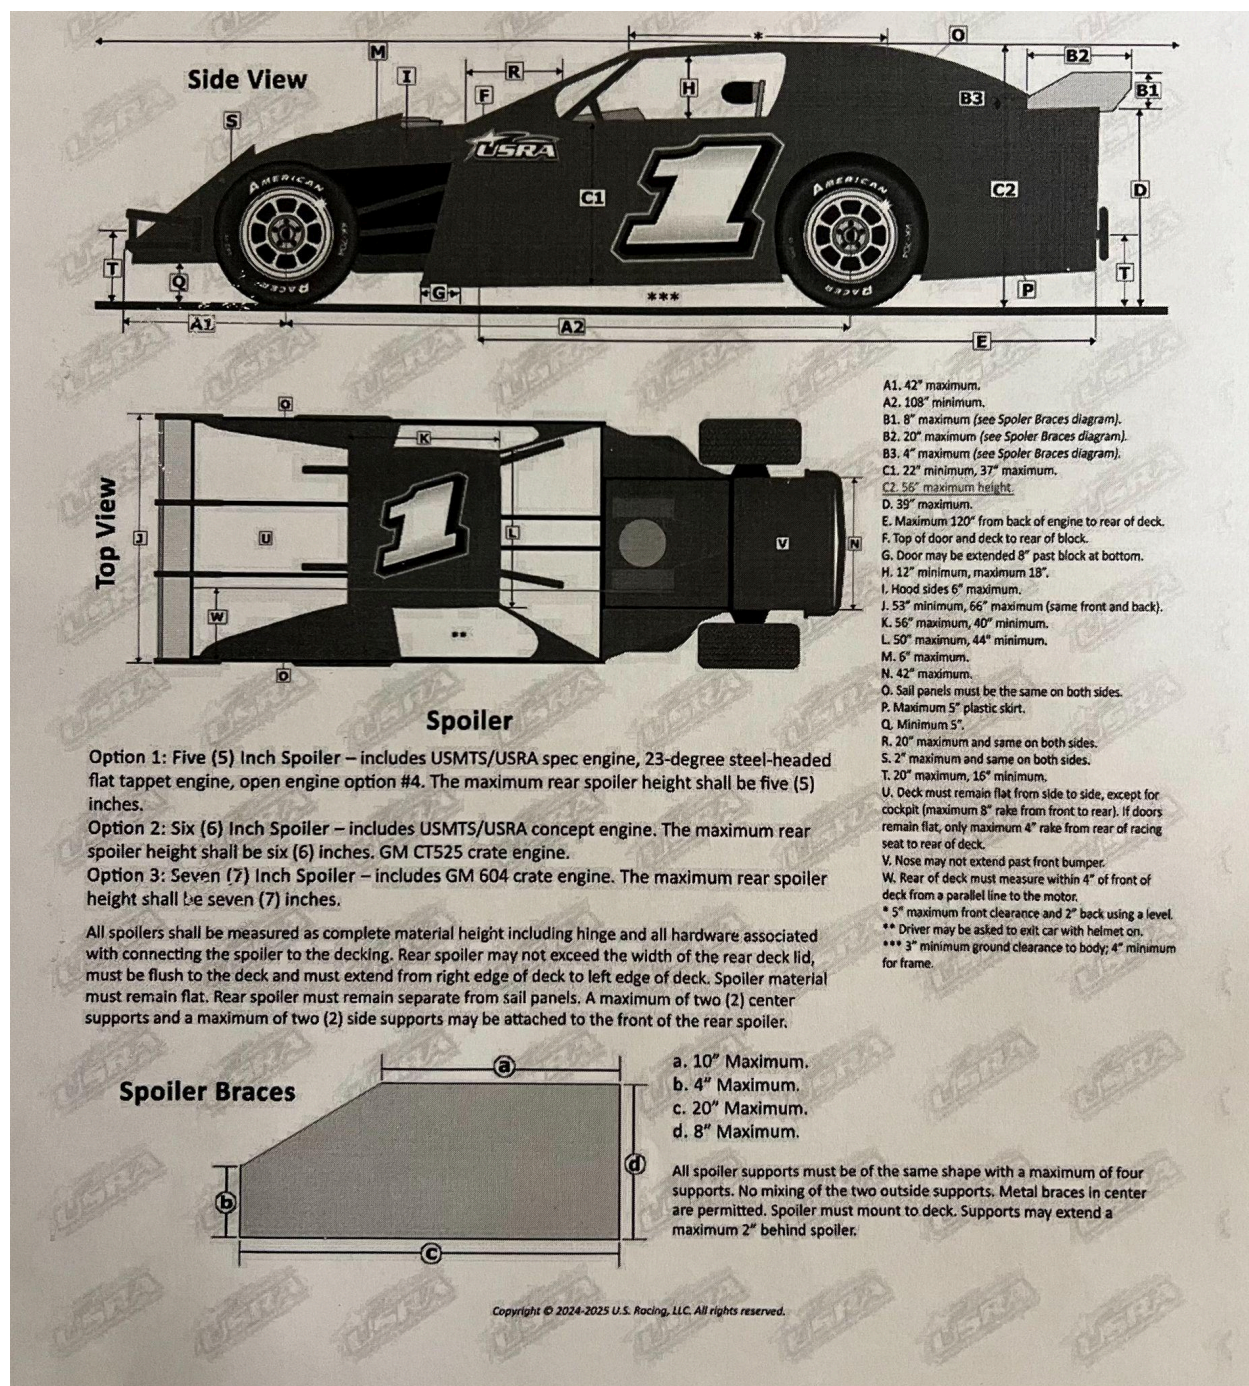 Side View
*
O
M
I
R
F
H
B2
B1
B3
S
USRA
AMERICAN
RACER
1
C1
AMERICAN
RACER
C2
D
T
Q
G
***
P
T
A1
A2
E
Top View
O
K
J
U
1
L
V
N
W
**
O
A1. 42" maximum.
A2. 108" minimum.
B1. 8" maximum (see Spoler Braces diagram).
B2. 20" maximum (see Spoler Braces diagram).
B3. 4" maximum (see Spoler Braces diagram).
C1. 22" minimum, 37" maximum.
C2. 56" maximum height.
D. 39" maximum.
E. Maximum 120" from back of engine to rear of deck.
F. Top of door and deck to rear of block.
G. Door may be extended 8" past block at bottom.
H. 12" minimum, maximum 18".
I. Hood sides 6" maximum.
J. 53" minimum, 66" maximum (same front and back).
K. 56" maximum, 40" minimum.
L. 50" maximum, 44" minimum.
M. 6" maximum.
N. 42" maximum.
O. Sail panels must be the same on both sides.
P. Maximum 5" plastic skirt.
Q. Minimum 5".
R. 20" maximum and same on both sides.
S. 2" maximum and same on both sides.
T. 20" maximum, 16" minimum.
U. Deck must remain flat from side to side, except for
cockpit (maximum 8" rake from front to rear). If doors
remain flat, only maximum 4" rake from rear of racing
seat to rear of deck.
V. Nose may not extend past front bumper.
W. Rear of deck must measure within 4" of front of
deck from a parallel line to the motor.
* 5" maximum front clearance and 2" back using a level.
** Driver may be asked to exit car with helmet on.
*** 3" minimum ground clearance to body; 4" minimum
for frame.
Spoiler
Option 1: Five (5) Inch Spoiler – includes USMTS/USRA spec engine, 23-degree steel-headed
flat tappet engine, open engine option #4. The maximum rear spoiler height shall be five (5)
inches.
Option 2: Six (6) Inch Spoiler – includes USMTS/USRA concept engine. The maximum rear
spoiler height shall be six (6) inches. GM CT525 crate engine.
Option 3: Seven (7) Inch Spoiler – includes GM 604 crate engine. The maximum rear spoiler
height shall be seven (7) inches.
All spoilers shall be measured as complete material height including hinge and all hardware associated
with connecting the spoiler to the decking. Rear spoiler may not exceed the width of the rear deck lid,
must be flush to the deck and must extend from right edge of deck to left edge of deck. Spoiler material
must remain flat. Rear spoiler must remain separate from sail panels. A maximum of two (2) center
supports and a maximum of two (2) side supports may be attached to the front of the rear spoiler.
Spoiler Braces
a
b
c
d
a. 10" Maximum.
b. 4" Maximum.
c. 20" Maximum.
d. 8" Maximum.
All spoiler supports must be of the same shape with a maximum of four
supports. No mixing of the two outside supports. Metal braces in center
are permitted. Spoiler must mount to deck. Supports may extend a
maximum 2" behind spoiler.
Copyright © 2024-2025 U.S. Racing, LLC. All rights reserved.